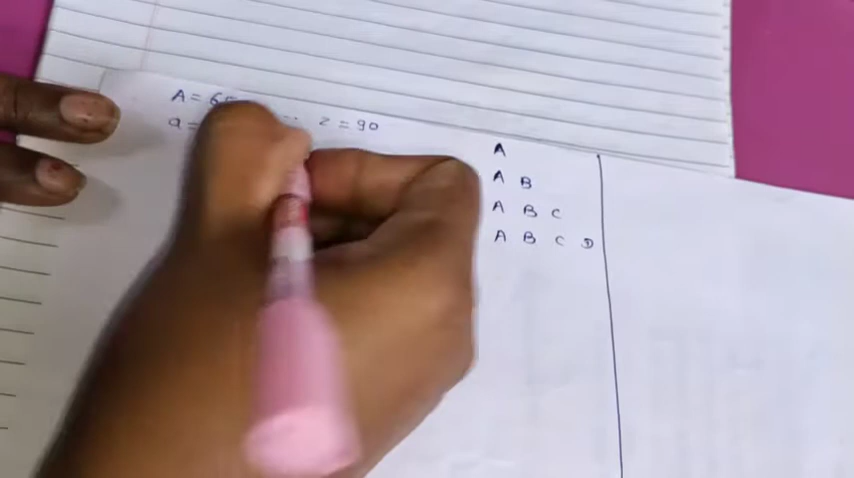 A = 65
a = .. z = 90
A
A B
A B C
A B C D